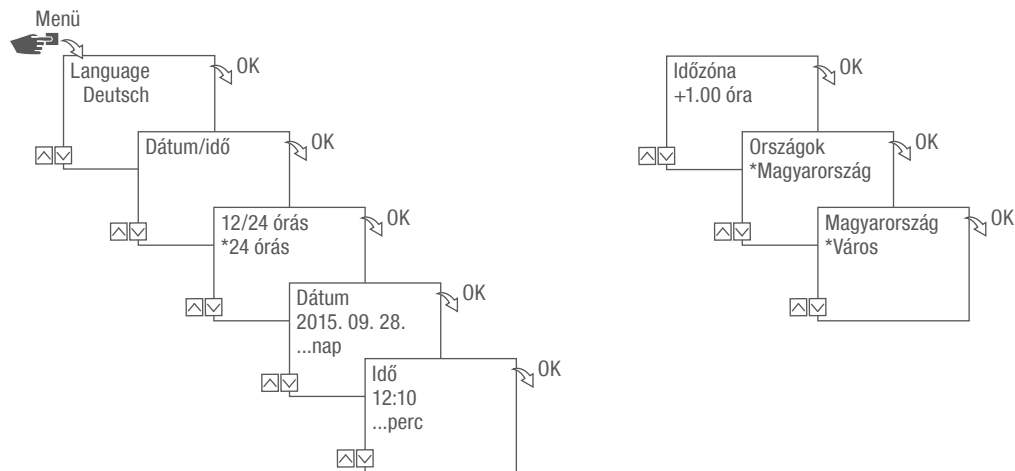 Menü
Language
Deutsch
OK
Dátum/idő
OK
12/24 órás
*24 órás
OK
Dátum
2015. 09. 28.
...nap
OK
Idő
12:10
...perc
OK
Időzóna
+1.00 óra
OK
Országok
*Magyarország
OK
Magyarország
*Város
OK